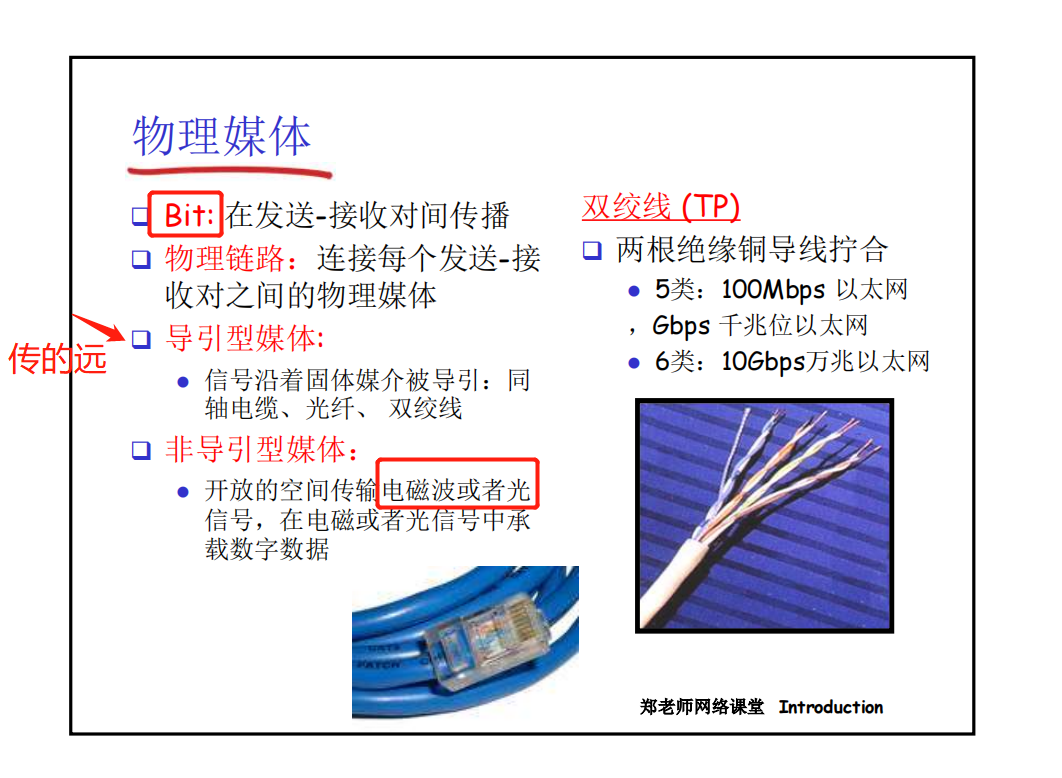 物理媒体
Bit: 在发送-接收对间传播
物理链路：连接每个发送-接
收对之间的物理媒体
导引型媒体:
传的远
信号沿着固体媒介被导引：同
轴电缆、光纤、 双绞线
非导引型媒体：
开放的空间传输电磁波或者光
信号，在电磁或者光信号中承
载数字数据
双绞线 (TP)
两根绝缘铜导线拧合
5类：100Mbps 以太网
，Gbps 千兆位以太网
6类：10Gbps万兆以太网
PATCH
郑老师网络课堂 Introduction